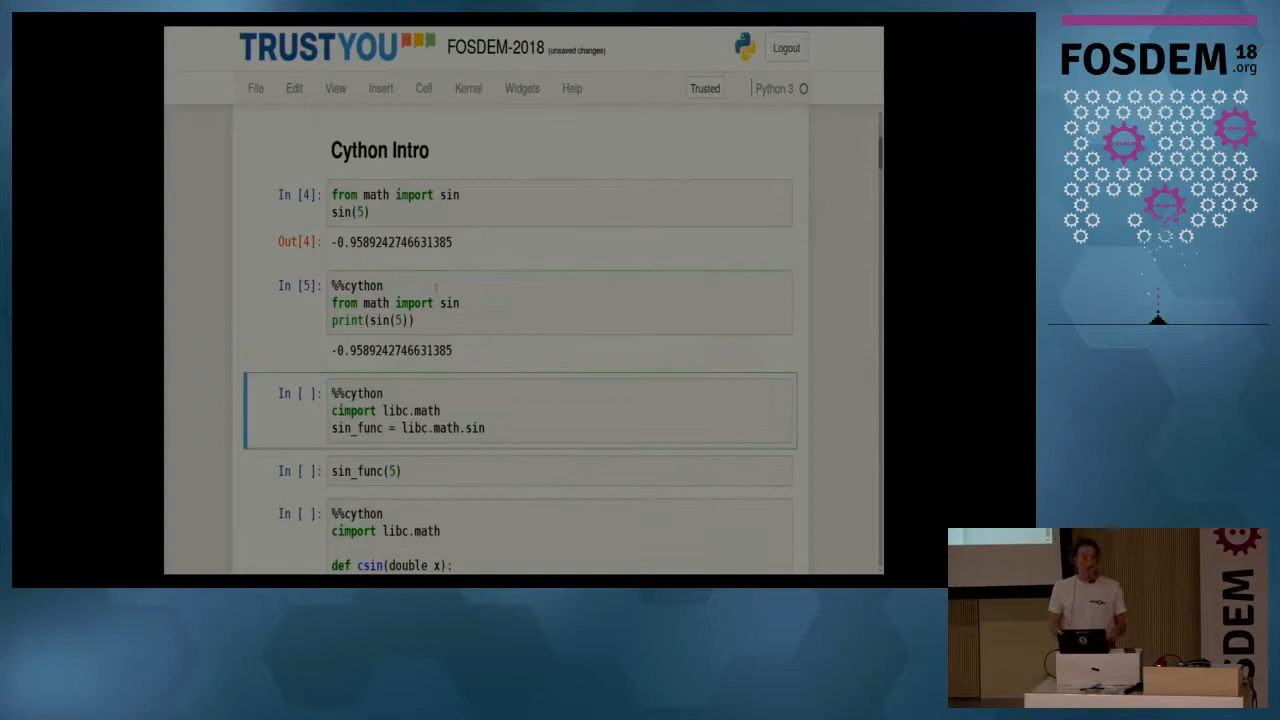 TRUSTYOU FOSDEM-2018 (unsaved changes) Logout
File Edit View Insert Cell Kernel Widgets Help Trusted Python 3
Cython Intro
In [4]: from math import sin
sin(5)
Out[4]: -0.9589242746631385
In [5]: %%cython
from math import sin
print(sin(5))
-0.9589242746631385
In [ ]: %%cython
cimport libc.math
sin_func = libc.math.sin
In [ ]: sin_func(5)
In [ ]: %%cython
cimport libc.math
def csin(double x):
FOSDEM 18
.org
SDEM